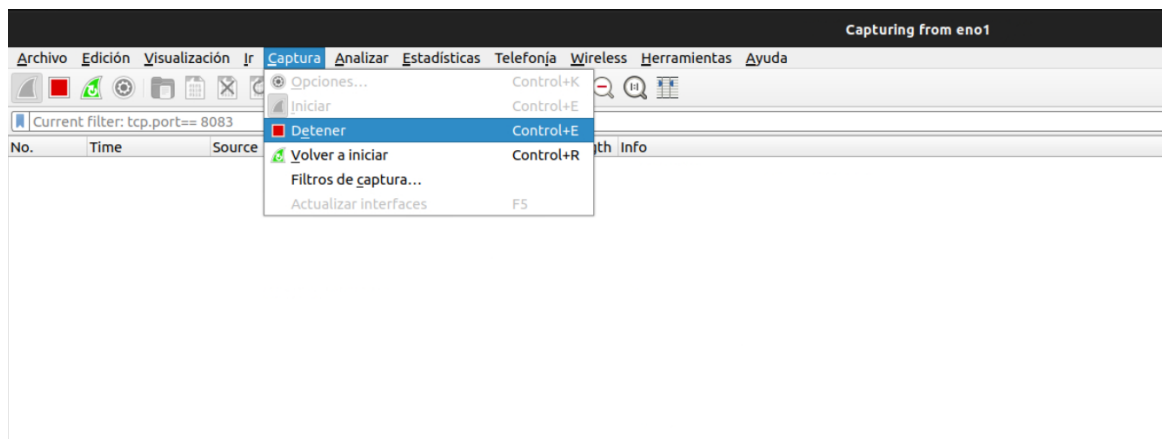 Capturing from eno1
Archivo Edición Visualización Ir Captura Analizar Estadísticas Telefonía Wireless Herramientas Ayuda
Opciones... Control+K
Iniciar Control+E
Current filter: tcp.port== 8083
Detener Control+E
No. Time Source Info
Volver a iniciar Control+R
Filtros de captura...
Actualizar interfaces F5